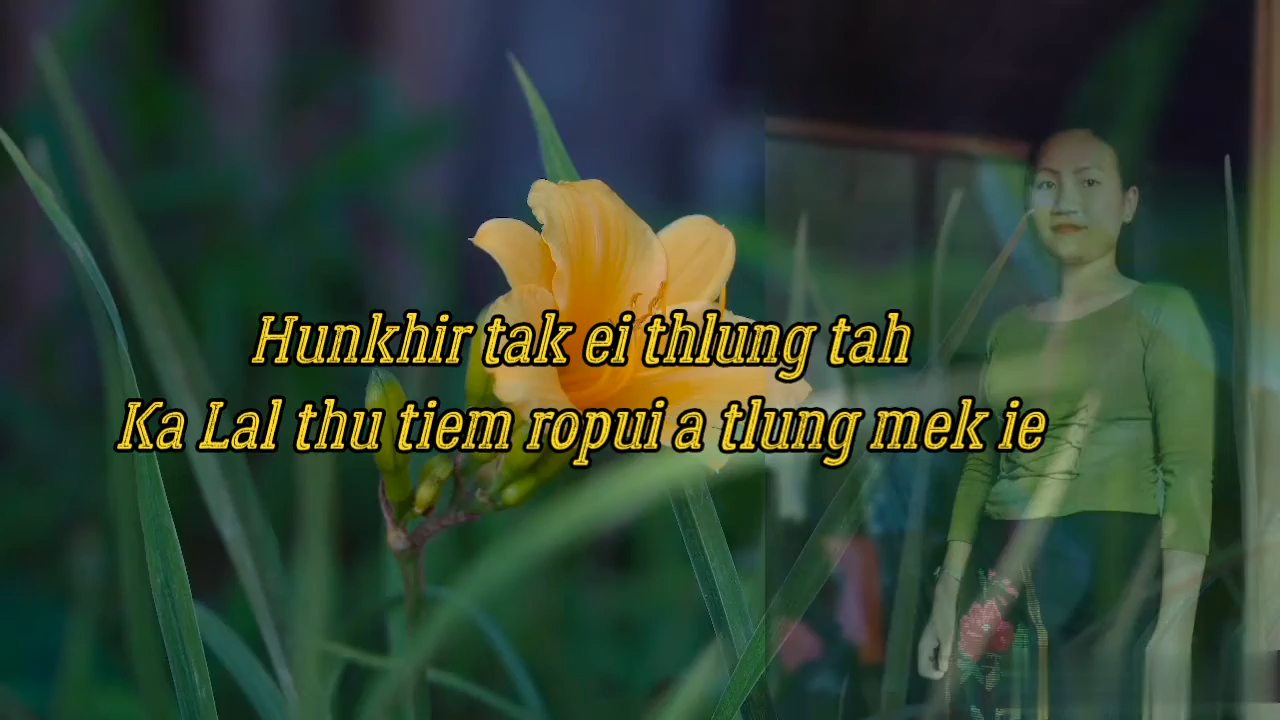 Hunkhir tak ei thlung tah
Ka Lal thu tiem ropui a tlung mek ie